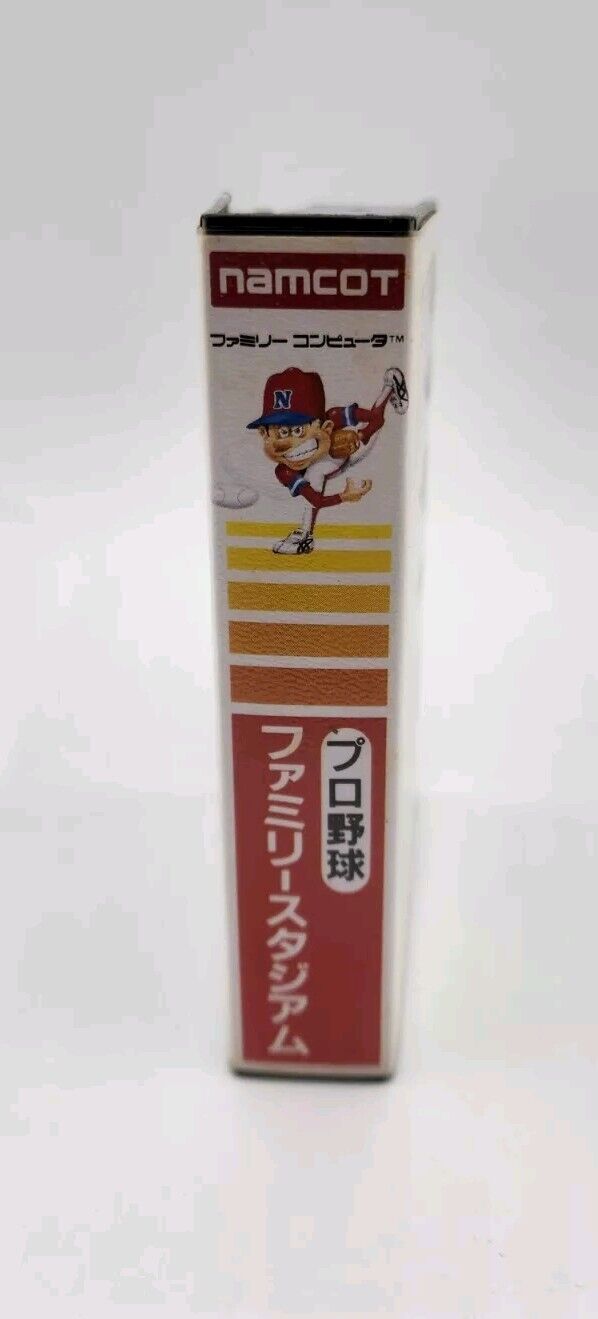 namcoT
ファミリー コンピュータ™
N
プロ野球
ファミリースタジアム